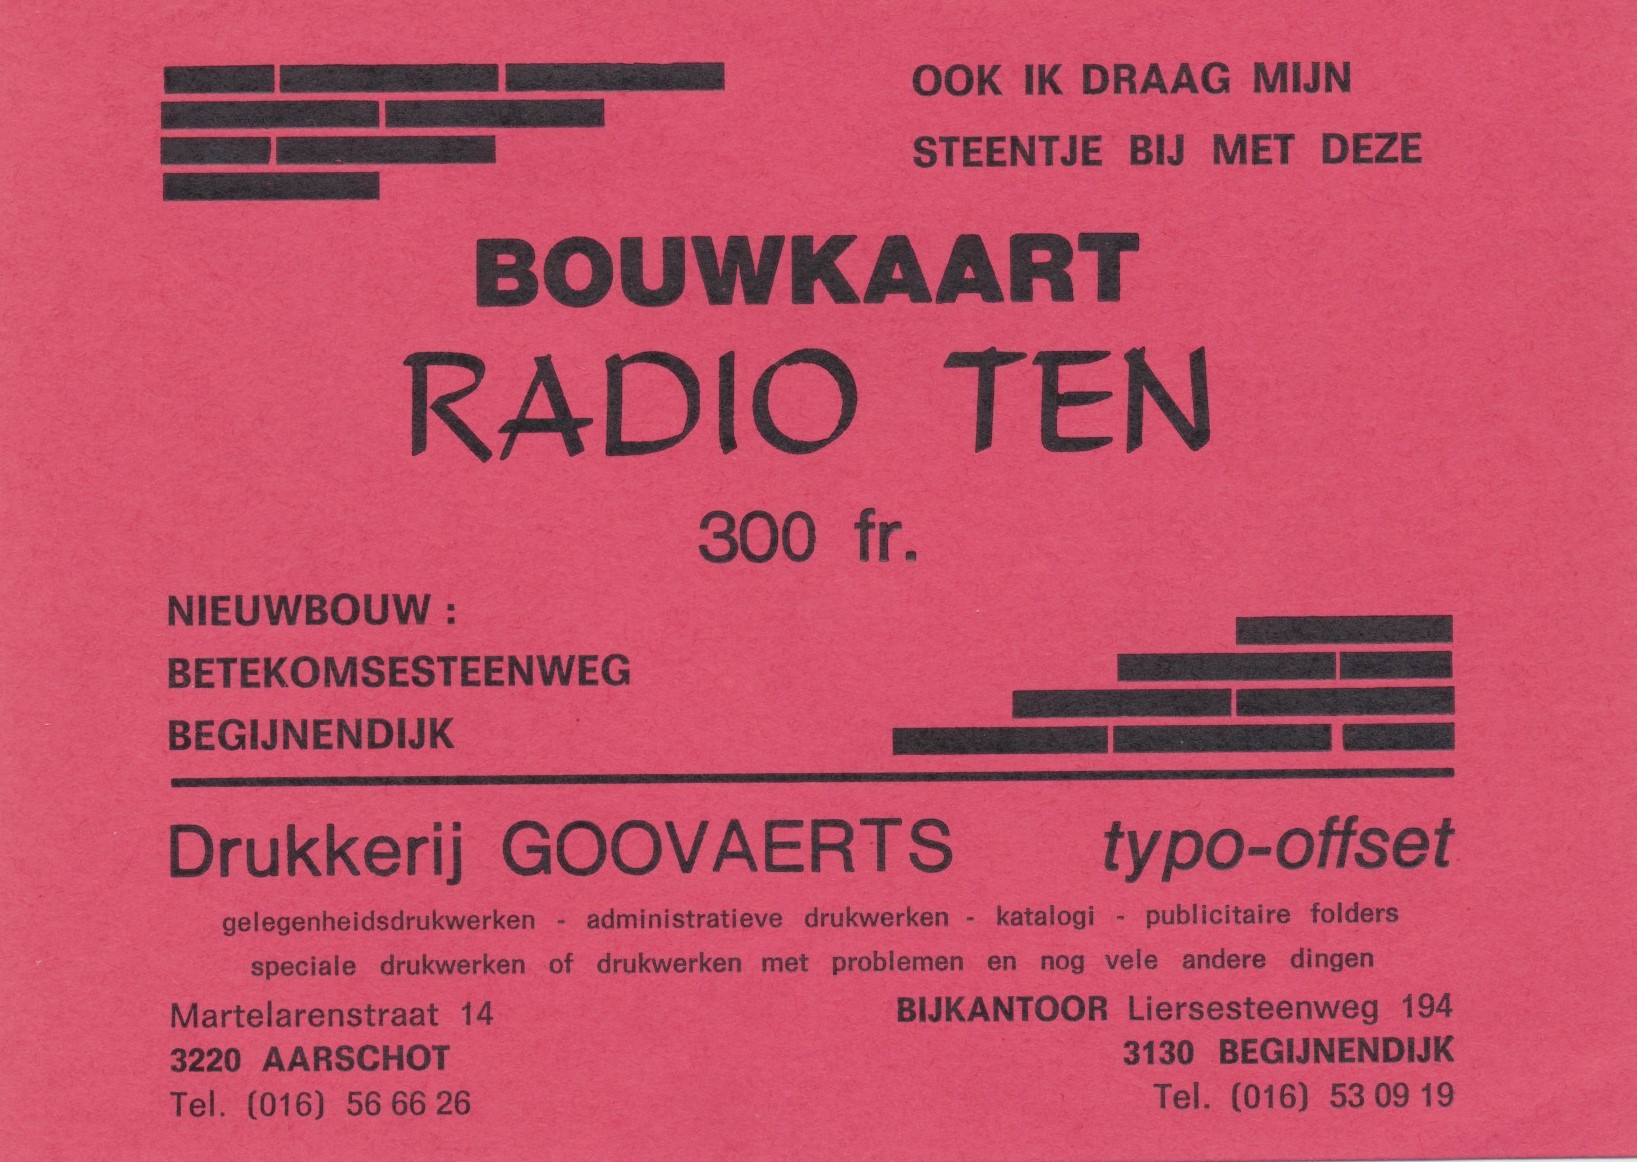 OOK IK DRAAG MIJN
STEENTJE BIJ MET DEZE
BOUWKAART
RADIO TEN
300 fr.
NIEUWBOUW :
BETEKOMSESTEENWEG
BEGIJNENDIJK
Drukkerij GOOVAERTS typo-offset
gelegenheidsdrukwerken - administratieve drukwerken - katalogi - publicitaire folders
speciale drukwerken of drukwerken met problemen en nog vele andere dingen
Martelarenstraat 14
3220 AARSCHOT
Tel. (016) 56 66 26
BIJKANTOOR Liersesteenweg 194
3130 BEGIJNENDIJK
Tel. (016) 53 09 19